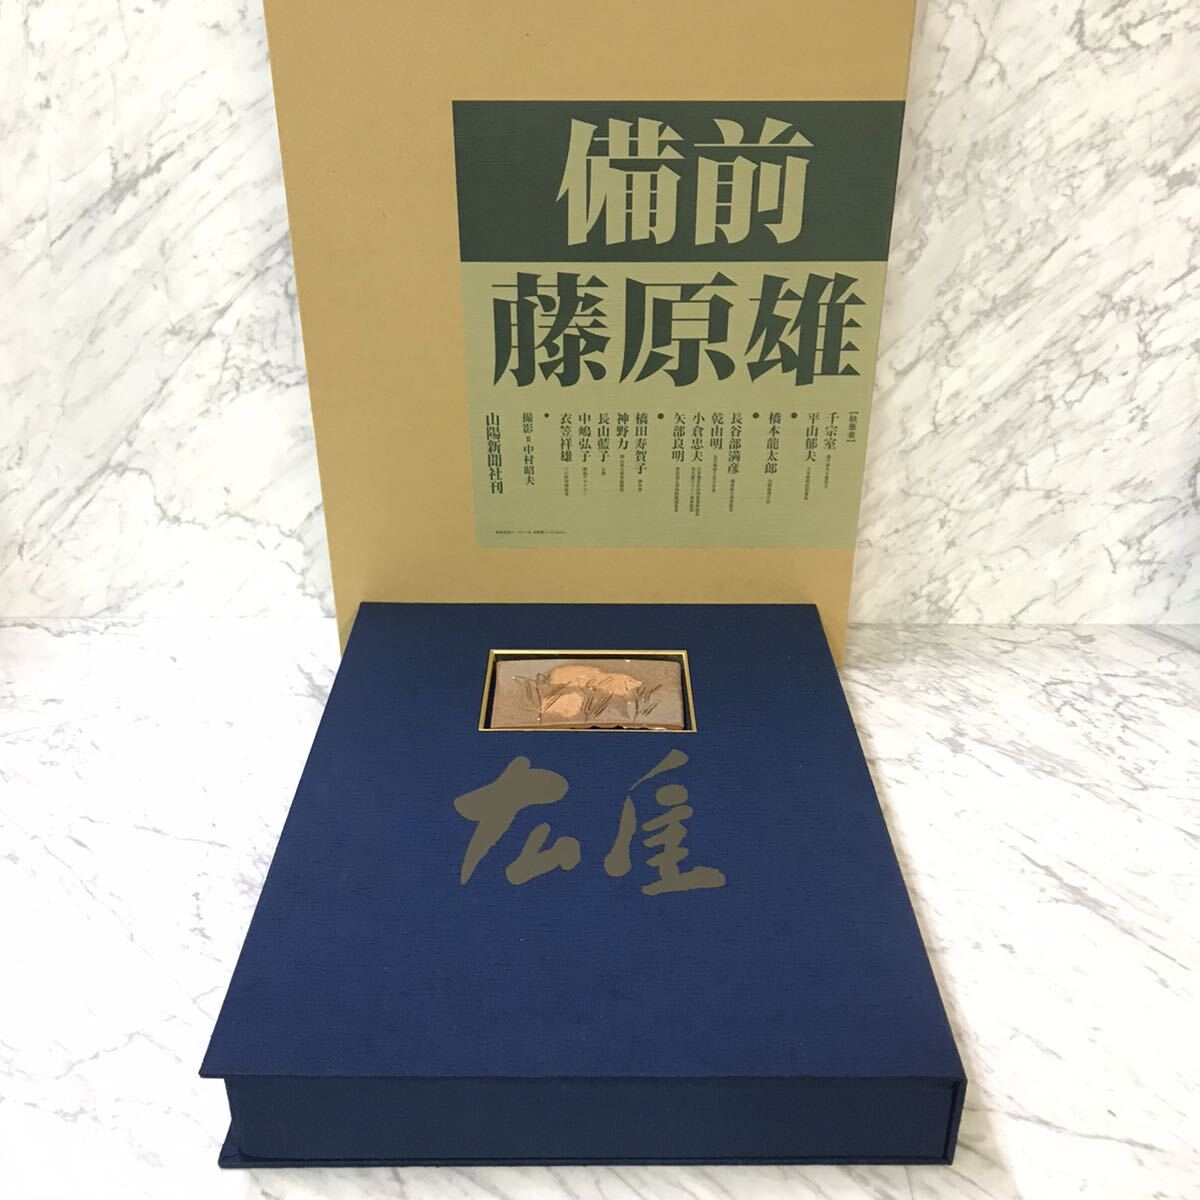 備前
藤原雄
【執筆者】
千宗室
平山郁夫
●
橋本龍太郎
●
長谷部満彦
乾由明
小倉忠夫
矢部良明
●
橋田寿賀子
神野力
長山藍子
中嶋弘子
衣笠祥雄
●
撮影=中村昭夫
山陽新聞社刊
雄